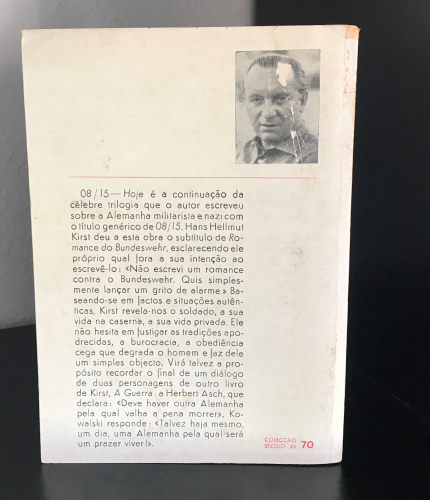 08/15 — Hoje é a continuação da
célebre trilogia que o autor escreveu
sobre a Alemanha militarista e nazi com
o título genérico de 08/15. Hans Hellmut
Kirst deu a esta obra o subtítulo de Ro-
mance do Bundeswehr, esclarecendo ele
próprio qual fora a sua intenção ao
escrevê-lo: «Não escrevi um romance
contra o Bundeswehr. Quis simples-
mente lançar um grito de alarme.» Ba-
seando-se em factos e situações autên-
ticas, Kirst revela-nos o soldado, a sua
vida na caserna, a sua vida privada. Ele
não hesita em fustigar as tradições apo-
drecidas, a burocracia, a obediência
cega que degrada o homem e faz dele
um simples objecto. Virá talvez a pro-
pósito recordar o final de um diálogo
de duas personagens de outro livro
de Kirst, A Guerra: a Herbert Asch, que
declara: «Deve haver outra Alemanha
pela qual valha a pena morrer», Ko-
walski responde: «Talvez haja mesmo,
um dia, uma Alemanha pela qual será
um prazer viver!».
COLECÇÃO
SÉCULO XX 70